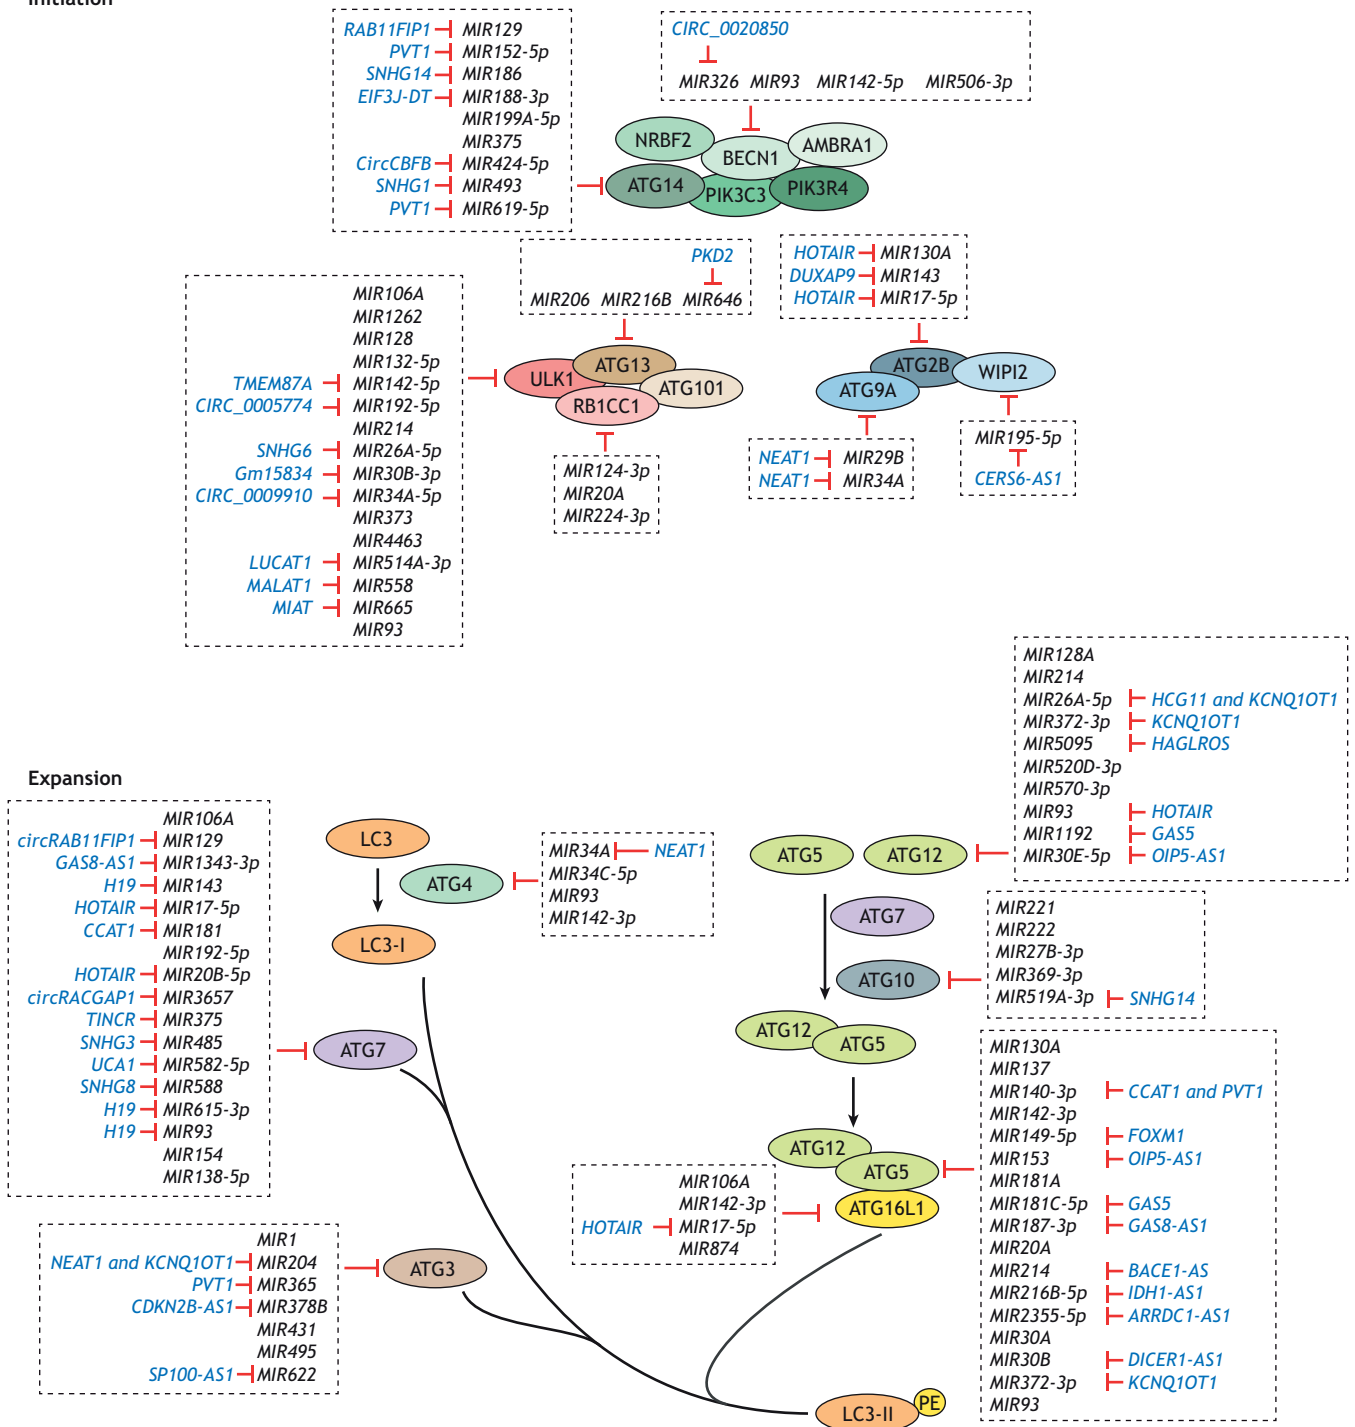 Initiation
RAB11FIP1 MIR129
PVT1 MIR152-5p
SNHG14 MIR186
EIF3J-DT MIR188-3p
MIR199A-5p
MIR375
CircCBFB MIR424-5p
SNHG1 MIR493
PVT1 MIR619-5p
CIRC_0020850
MIR326 MIR93 MIR142-5p MIR506-3p
NRBF2
BECN1
AMBRA1
ATG14
PIK3C3
PIK3R4
PKD2
MIR206 MIR216B MIR646
HOTAIR MIR130A
DUXAP9 MIR143
HOTAIR MIR17-5p
MIR106A
MIR1262
MIR128
MIR132-5p
TMEM87A MIR142-5p
CIRC_0005774 MIR192-5p
MIR214
SNHG6 MIR26A-5p
Gm15834 MIR30B-3p
CIRC_0009910 MIR34A-5p
MIR373
MIR4463
LUCAT1 MIR514A-3p
MALAT1 MIR558
MIAT MIR665
MIR93
ULK1
ATG13
ATG101
RB1CC1
MIR124-3p
MIR20A
MIR224-3p
ATG2B
WIPI2
ATG9A
NEAT1 MIR29B
NEAT1 MIR34A
MIR195-5p
CERS6-AS1
Expansion
MIR106A
circRAB11FIP1 MIR129
GAS8-AS1 MIR1343-3p
H19 MIR143
HOTAIR MIR17-5p
CCAT1 MIR181
MIR192-5p
HOTAIR MIR20B-5p
circRACGAP1 MIR3657
TINCR MIR375
SNHG3 MIR485
UCA1 MIR582-5p
SNHG8 MIR588
H19 MIR615-3p
H19 MIR93
MIR154
MIR138-5p
LC3
ATG4
LC3-I
ATG7
MIR34A NEAT1
MIR34C-5p
MIR93
MIR142-3p
MIR128A
MIR214
MIR26A-5p HCG11 and KCNQ1OT1
MIR372-3p KCNQ1OT1
MIR5095 HAGLROS
MIR520D-3p
MIR570-3p
MIR93 HOTAIR
MIR1192 GAS5
MIR30E-5p OIP5-AS1
ATG5
ATG12
ATG7
ATG10
MIR221
MIR222
MIR27B-3p
MIR369-3p
MIR519A-3p SNHG14
ATG12
ATG5
MIR130A
MIR137
MIR140-3p CCAT1 and PVT1
MIR142-3p
MIR149-5p FOXM1
MIR153 OIP5-AS1
MIR181A
MIR181C-5p GAS5
MIR187-3p GAS8-AS1
MIR20A
MIR214 BACE1-AS
MIR216B-5p IDH1-AS1
MIR2355-5p ARRDC1-AS1
MIR30A
MIR30B DICER1-AS1
MIR372-3p KCNQ1OT1
MIR93
ATG12
ATG5
ATG16L1
MIR106A
MIR142-3p
HOTAIR MIR17-5p
MIR874
MIR1
NEAT1 and KCNQ1OT1 MIR204
PVT1 MIR365
CDKN2B-AS1 MIR378B
MIR431
MIR495
SP100-AS1 MIR622
ATG3
LC3-II
PE